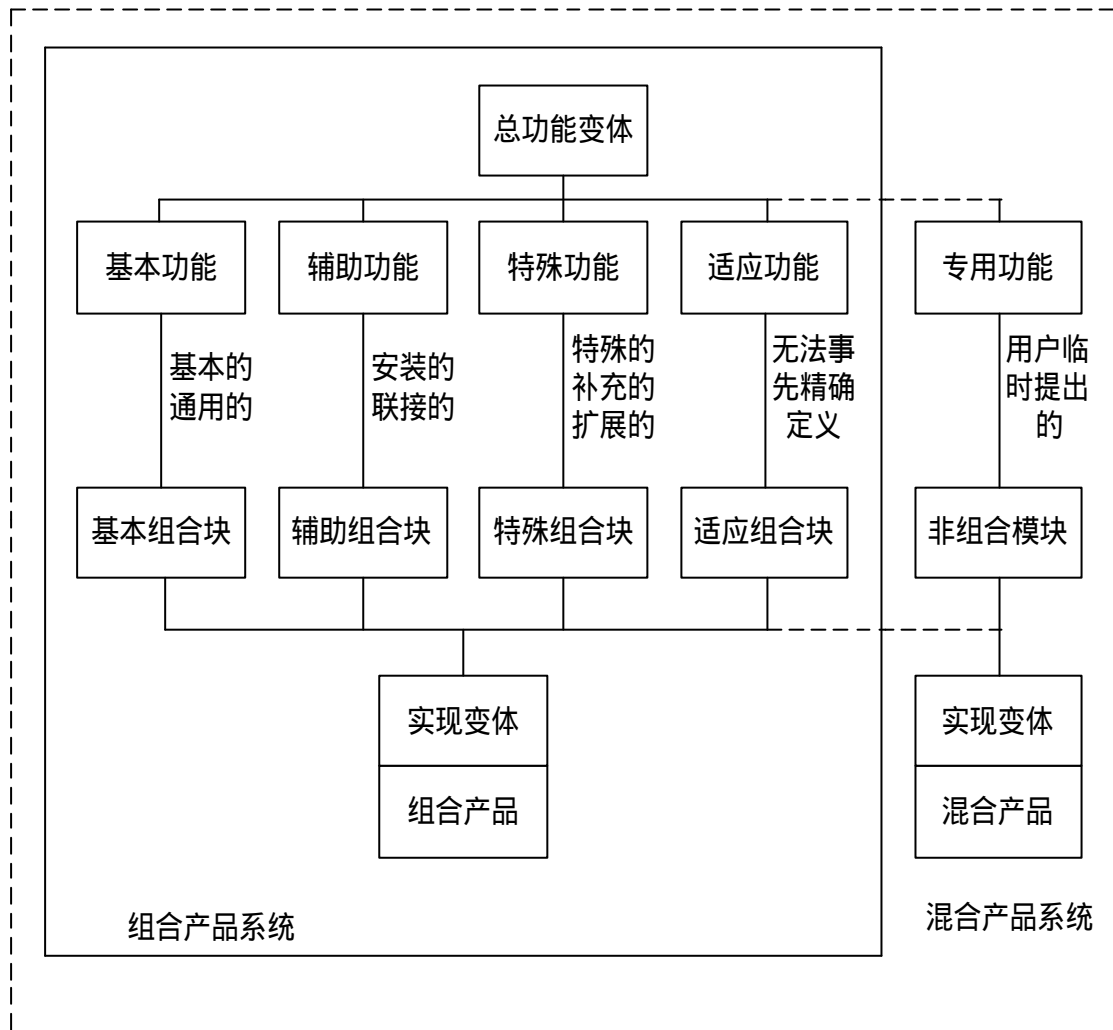 总功能变体
基本功能
辅助功能
特殊功能
适应功能
专用功能
基本的
通用的
安装的
联接的
特殊的
补充的
扩展的
无法事
先精确
定义
用户临
时提出
的
基本组合块
辅助组合块
特殊组合块
适应组合块
非组合模块
实现变体
组合产品
实现变体
混合产品
组合产品系统
混合产品系统